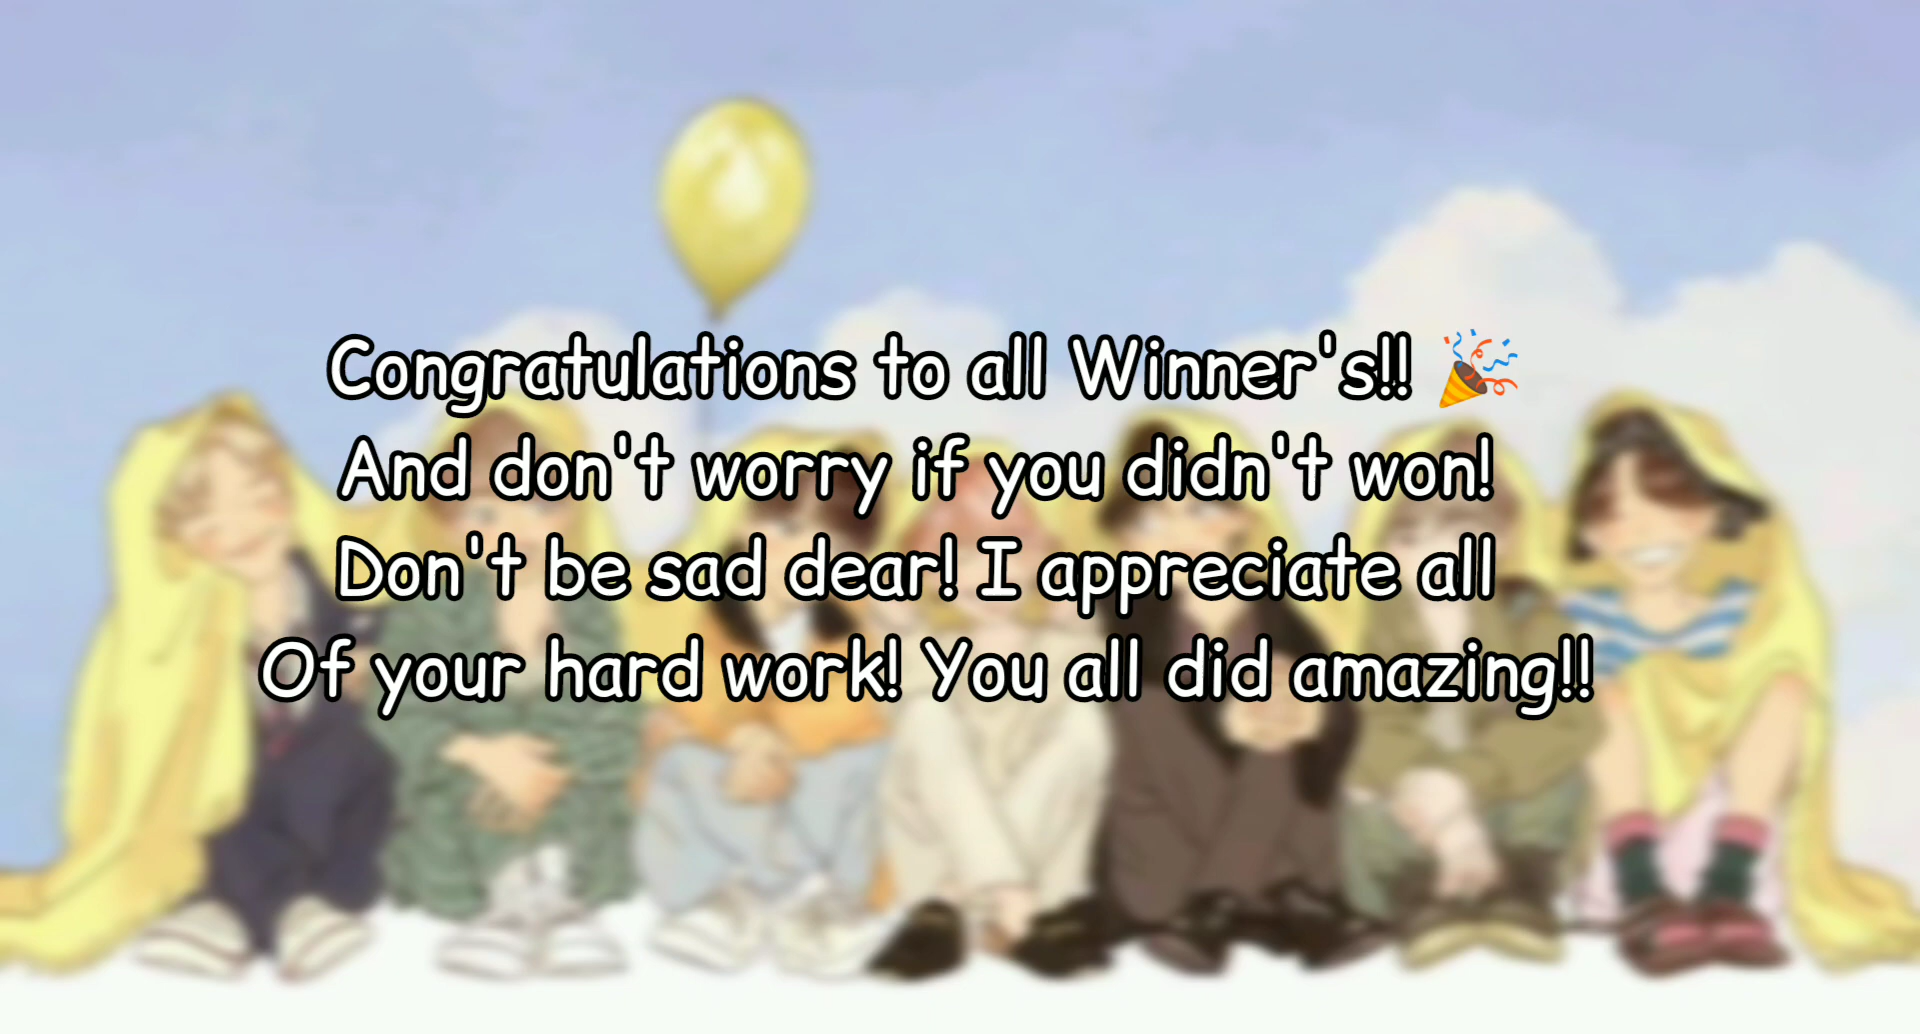 Congratulations to all Winner's!! 🎉
And don't worry if you didn't won!
Don't be sad dear! I appreciate all
Of your hard work! You all did amazing!!